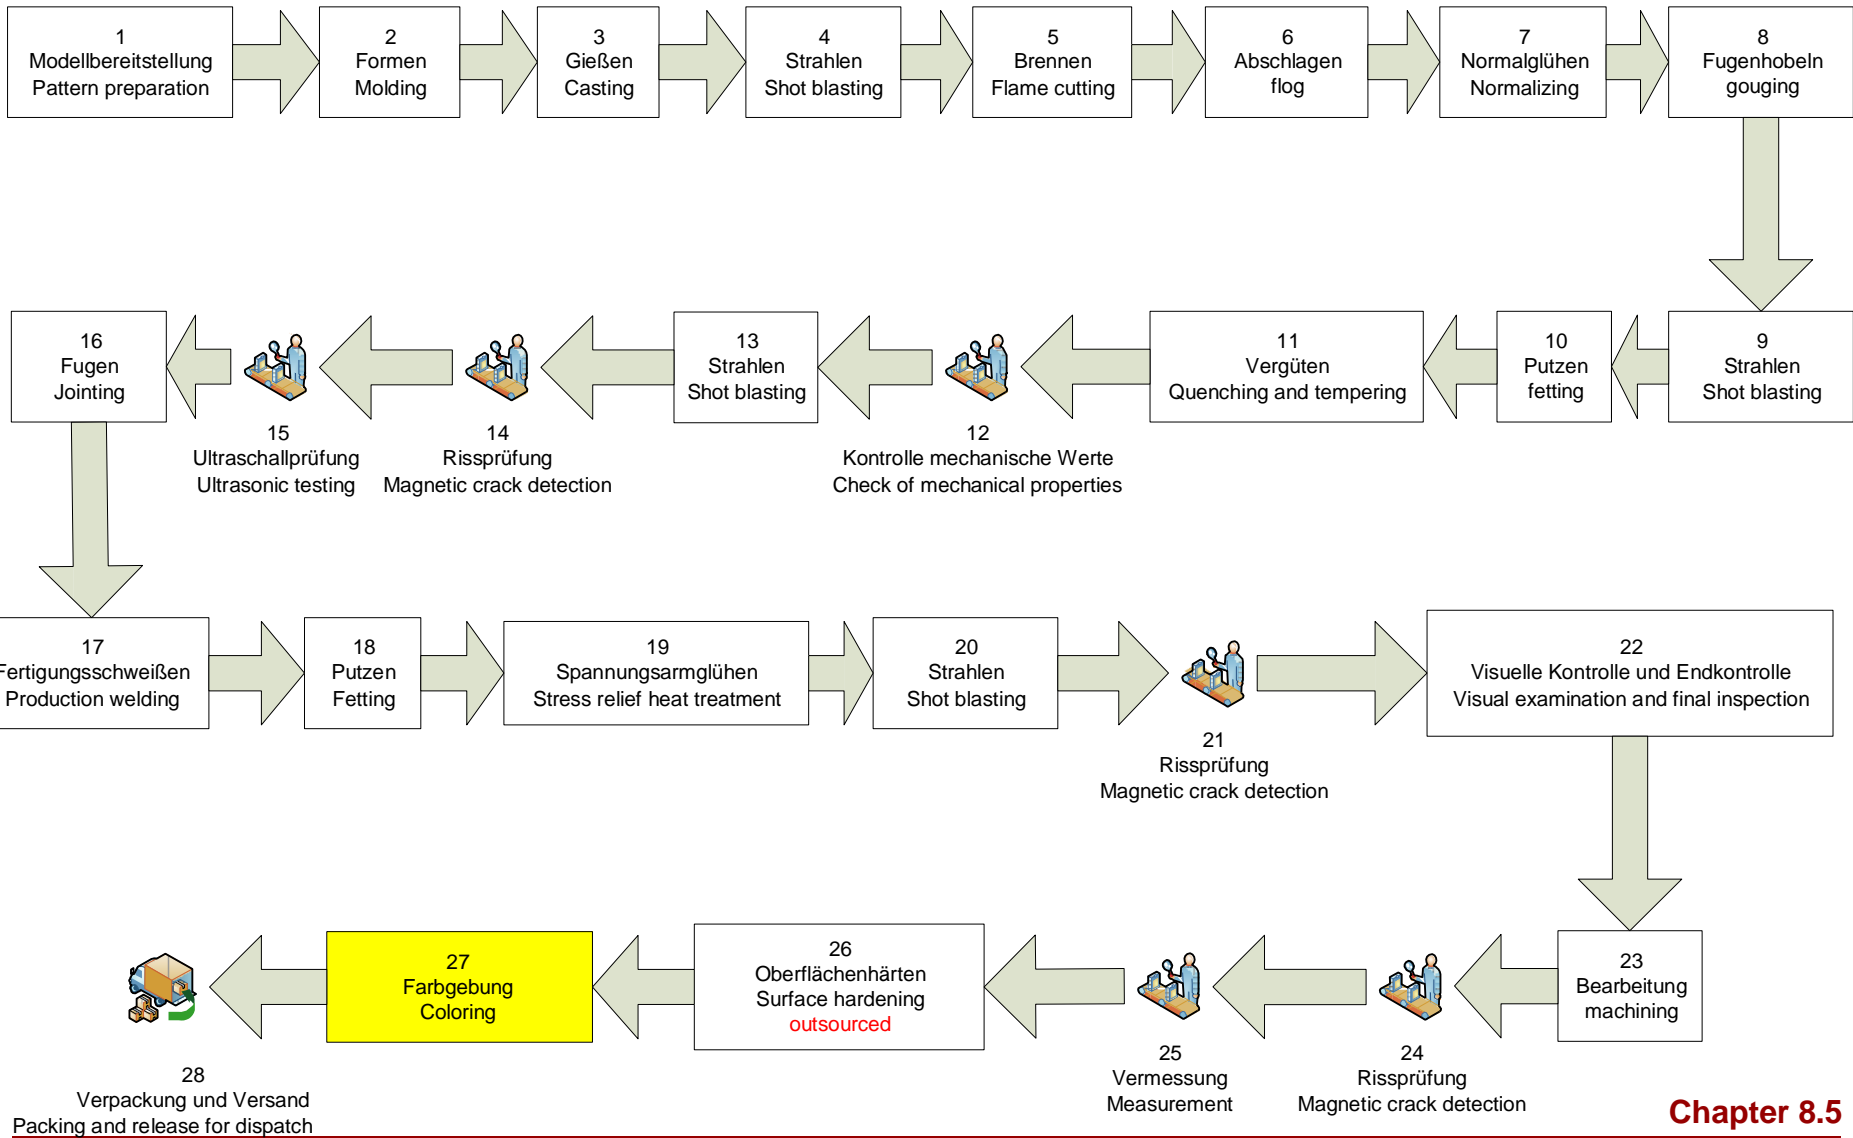 1
Modellbereitstellung
Pattern preparation
2
Formen
Molding
3
Gießen
Casting
4
Strahlen
Shot blasting
5
Brennen
Flame cutting
6
Abschlagen
flog
7
Normalglühen
Normalizing
8
Fugenhobeln
gouging
9
Strahlen
Shot blasting
10
Putzen
fetting
11
Vergüten
Quenching and tempering
12
Kontrolle mechanische Werte
Check of mechanical properties
13
Strahlen
Shot blasting
14
Rissprüfung
Magnetic crack detection
15
Ultraschallprüfung
Ultrasonic testing
16
Fugen
Jointing
17
Fertigungsschweißen
Production welding
18
Putzen
Fetting
19
Spannungsarmglühen
Stress relief heat treatment
20
Strahlen
Shot blasting
21
Rissprüfung
Magnetic crack detection
22
Visuelle Kontrolle und Endkontrolle
Visual examination and final inspection
23
Bearbeitung
machining
24
Rissprüfung
Magnetic crack detection
25
Vermessung
Measurement
26
Oberflächenhärten
Surface hardening
outsourced
27
Farbgebung
Coloring
28
Verpackung und Versand
Packing and release for dispatch
Chapter 8.5